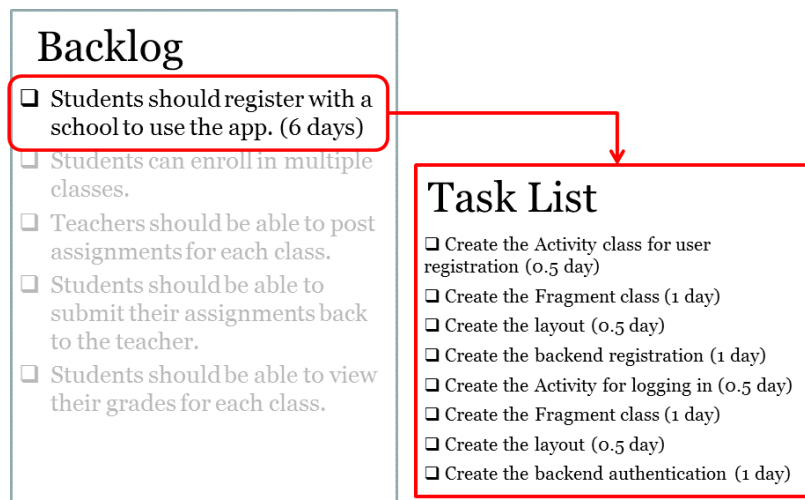 Backlog
❑ Students should register with a
school to use the app. (6 days)
❑ Students can enroll in multiple
classes.
❑ Teachers should be able to post
assignments for each class.
❑ Students should be able to
submit their assignments back
to the teacher.
❑ Students should be able to view
their grades for each class.
Task List
❑ Create the Activity class for user
registration (0.5 day)
❑ Create the Fragment class (1 day)
❑ Create the layout (0.5 day)
❑ Create the backend registration (1 day)
❑ Create the Activity for logging in (0.5 day)
❑ Create the Fragment class (1 day)
❑ Create the layout (0.5 day)
❑ Create the backend authentication (1 day)